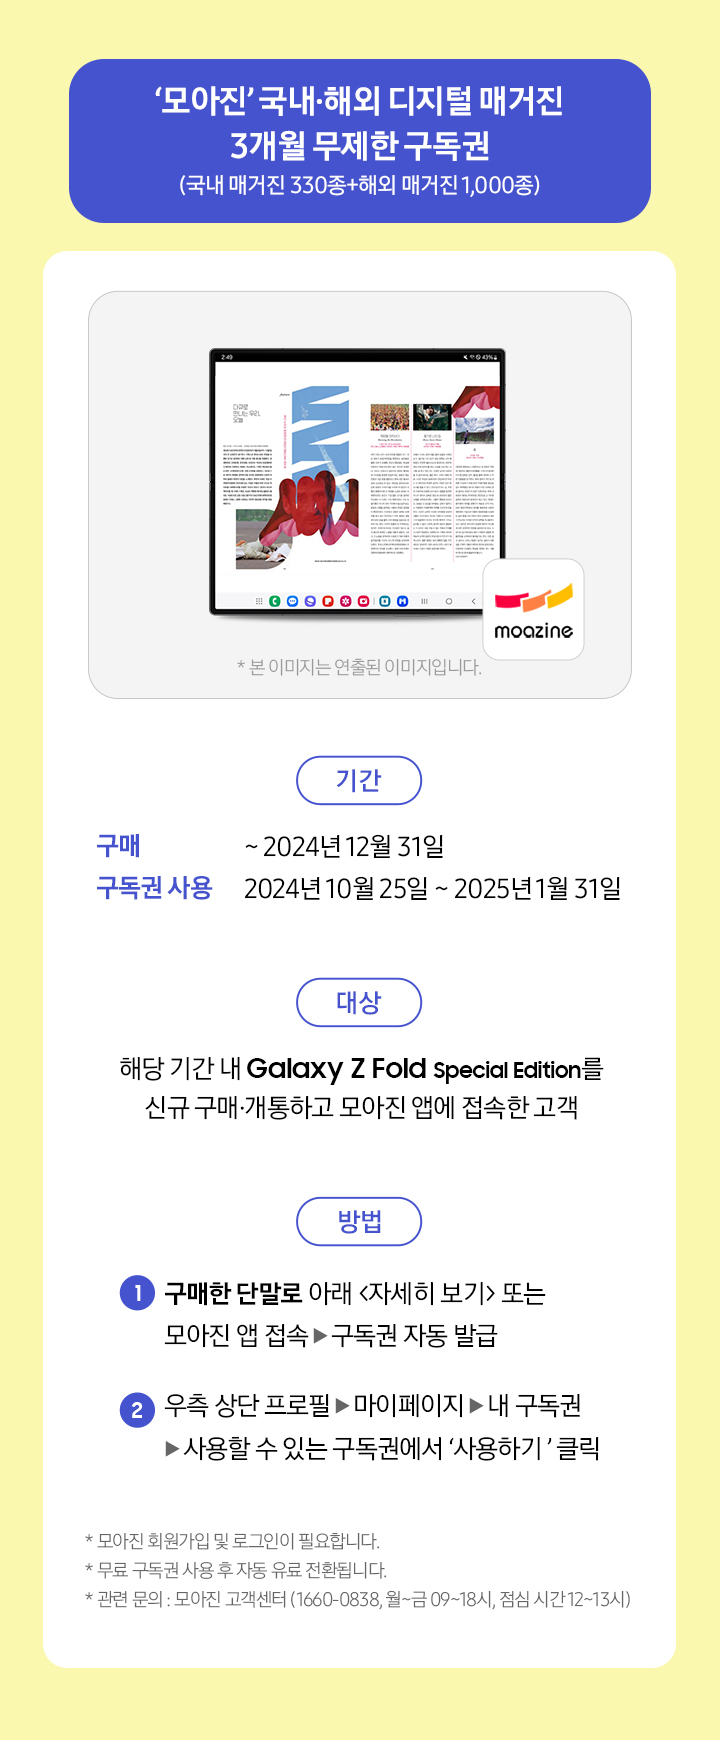 ‘모아진’ 국내·해외 디지털 매거진
3개월 무제한 구독권
(국내 매거진 330종+해외 매거진 1,000종)
2:49
43%
다큐로
만나는 우리,
오늘
moazine
* 본 이미지는 연출된 이미지입니다.
기간
구매 ~ 2024년 12월 31일
구독권 사용 2024년 10월 25일 ~ 2025년 1월 31일
대상
해당 기간 내 Galaxy Z Fold Special Edition를
신규 구매·개통하고 모아진 앱에 접속한 고객
방법
1 구매한 단말로 아래 <자세히 보기> 또는
모아진 앱 접속 ▶ 구독권 자동 발급
2 우측 상단 프로필 ▶ 마이페이지 ▶ 내 구독권
▶ 사용할 수 있는 구독권에서 ‘사용하기 ’ 클릭
* 모아진 회원가입 및 로그인이 필요합니다.
* 무료 구독권 사용 후 자동 유료 전환됩니다.
* 관련 문의 : 모아진 고객센터 (1660-0838, 월~금 09~18시, 점심 시간 12~13시)